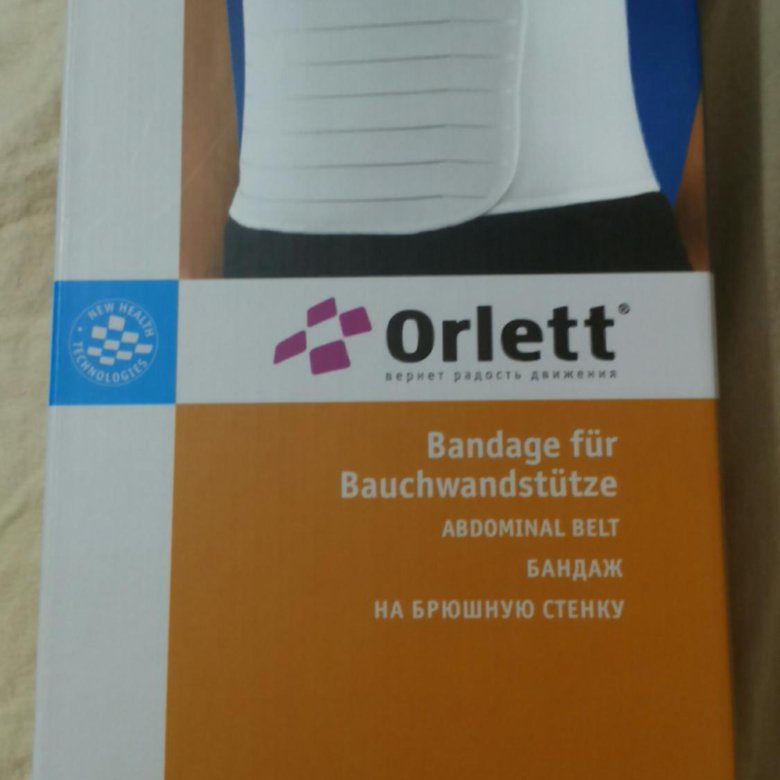 NEW HEALTH
TECHNOLOGIES
Orlett®
вернет радость движения
Bandage für
Bauchwandstütze
ABDOMINAL BELT
БАНДАЖ
НА БРЮШНУЮ СТЕНКУ